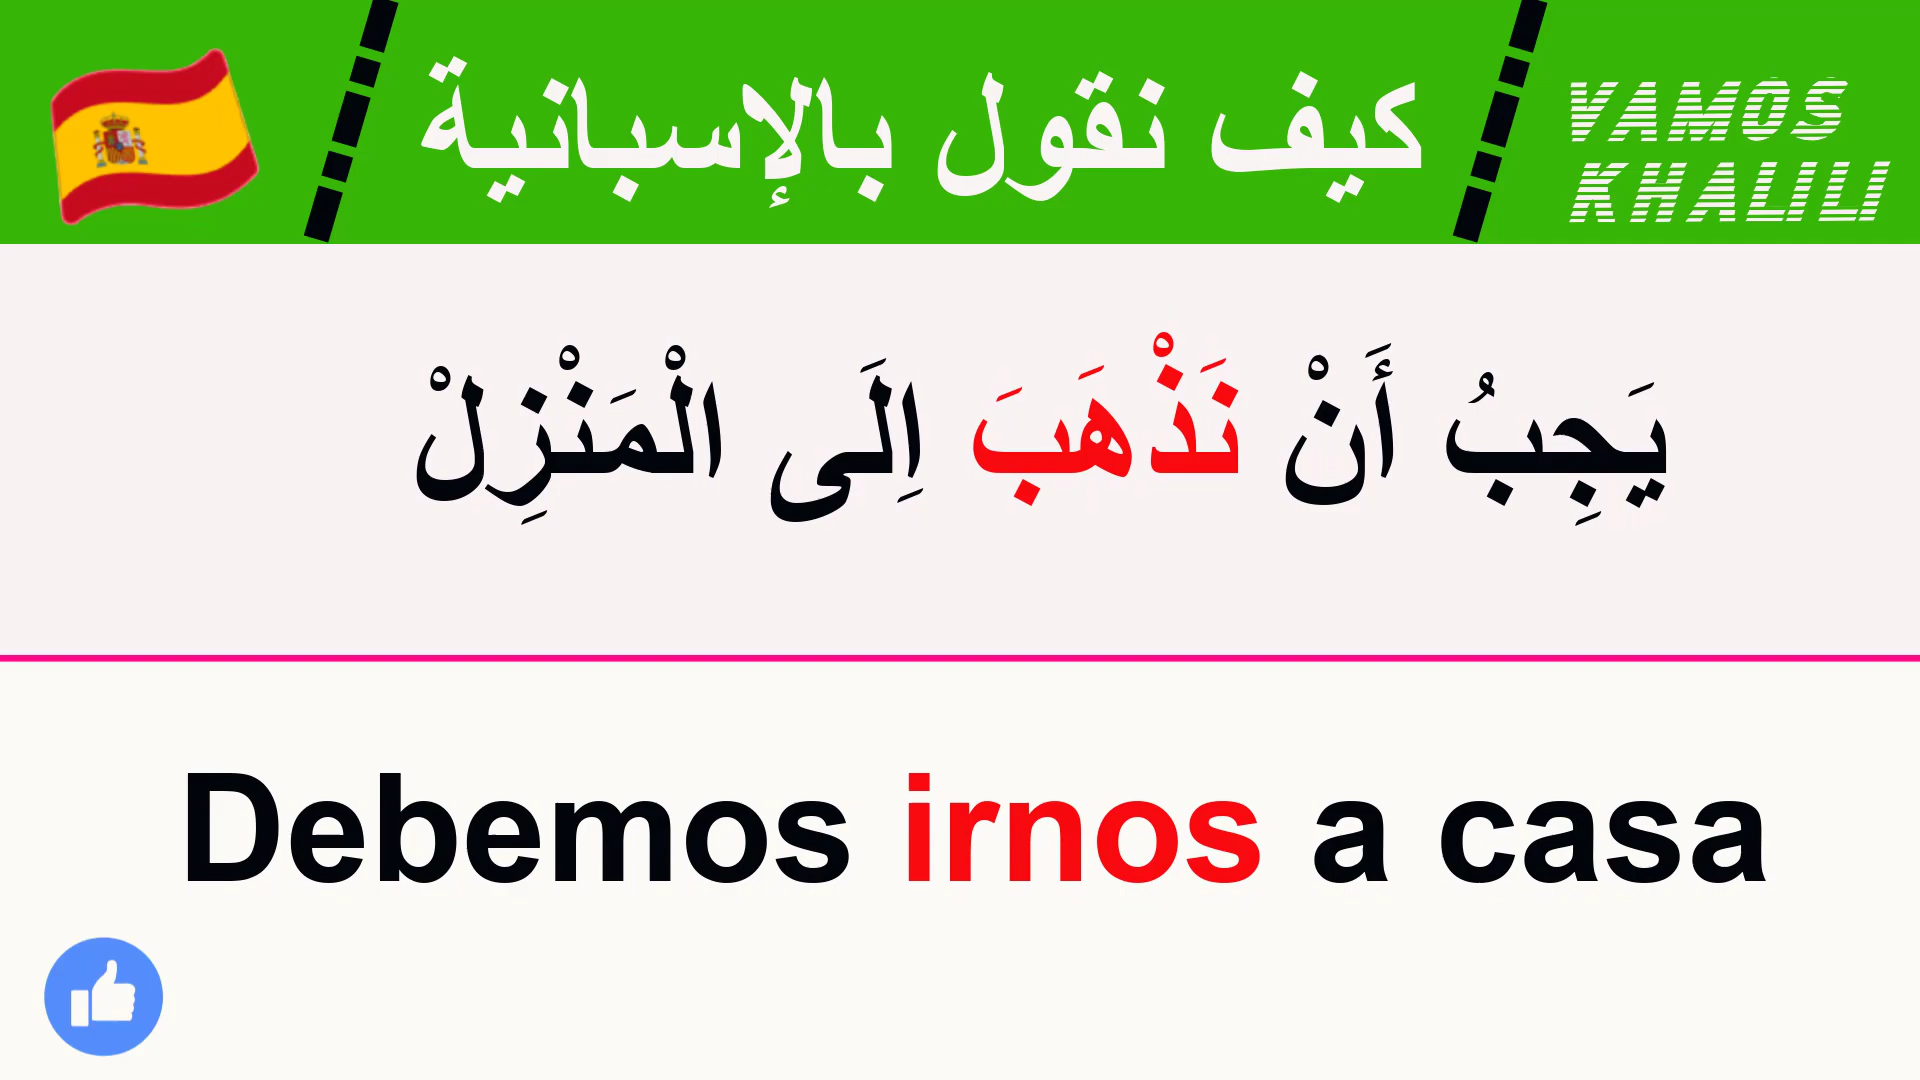 كيف نقول بالإسبانية
VAMOS
KHALILI
يَجِبُ أَنْ نَذْهَبَ اِلَى الْمَنْزِلْ
Debemos irnos a casa